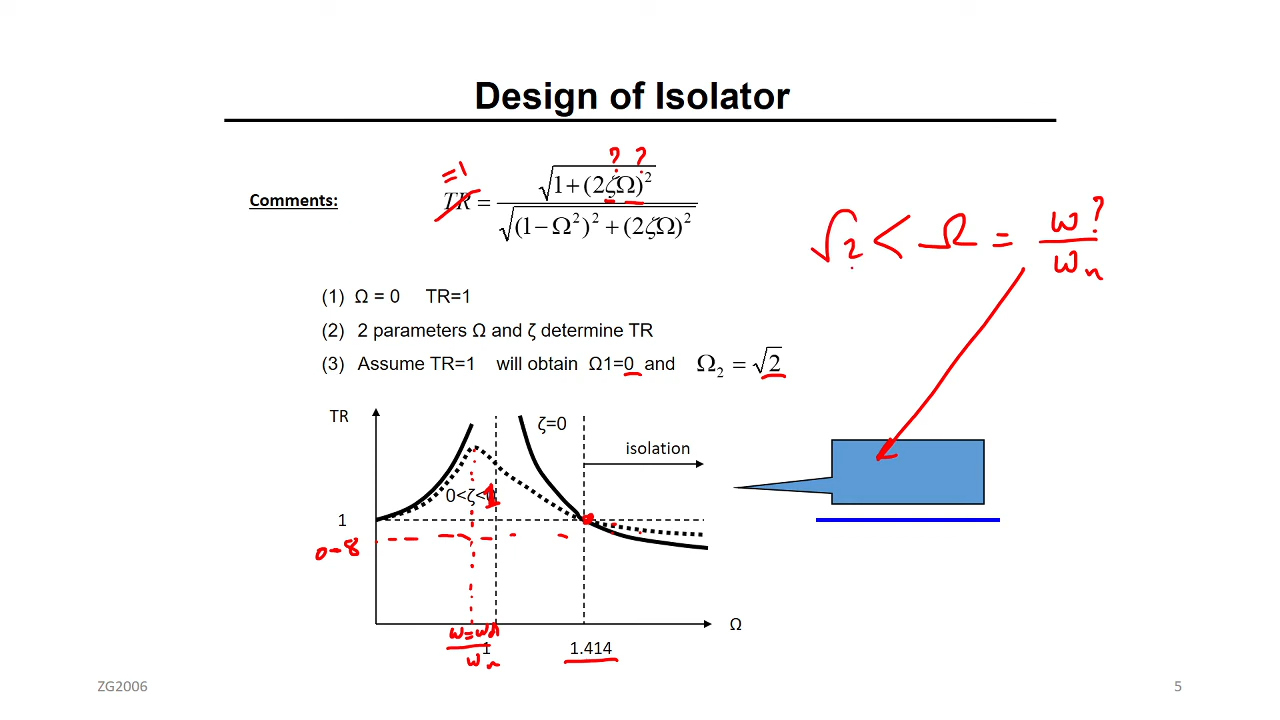 Design of Isolator
=1
? ?
Comments:
TR = √1+(2ζΩ)² / √(1−Ω²)²+(2ζΩ)²
√2 < Ω = ω? / ωn
(1) Ω = 0 TR=1
(2) 2 parameters Ω and ζ determine TR
(3) Assume TR=1 will obtain Ω1=0 and Ω₂ = √2
TR
ζ=0
isolation
0<ζ<1
1
0.8
Ω
ω=ωd / ωn
1
1.414
ZG2006
5